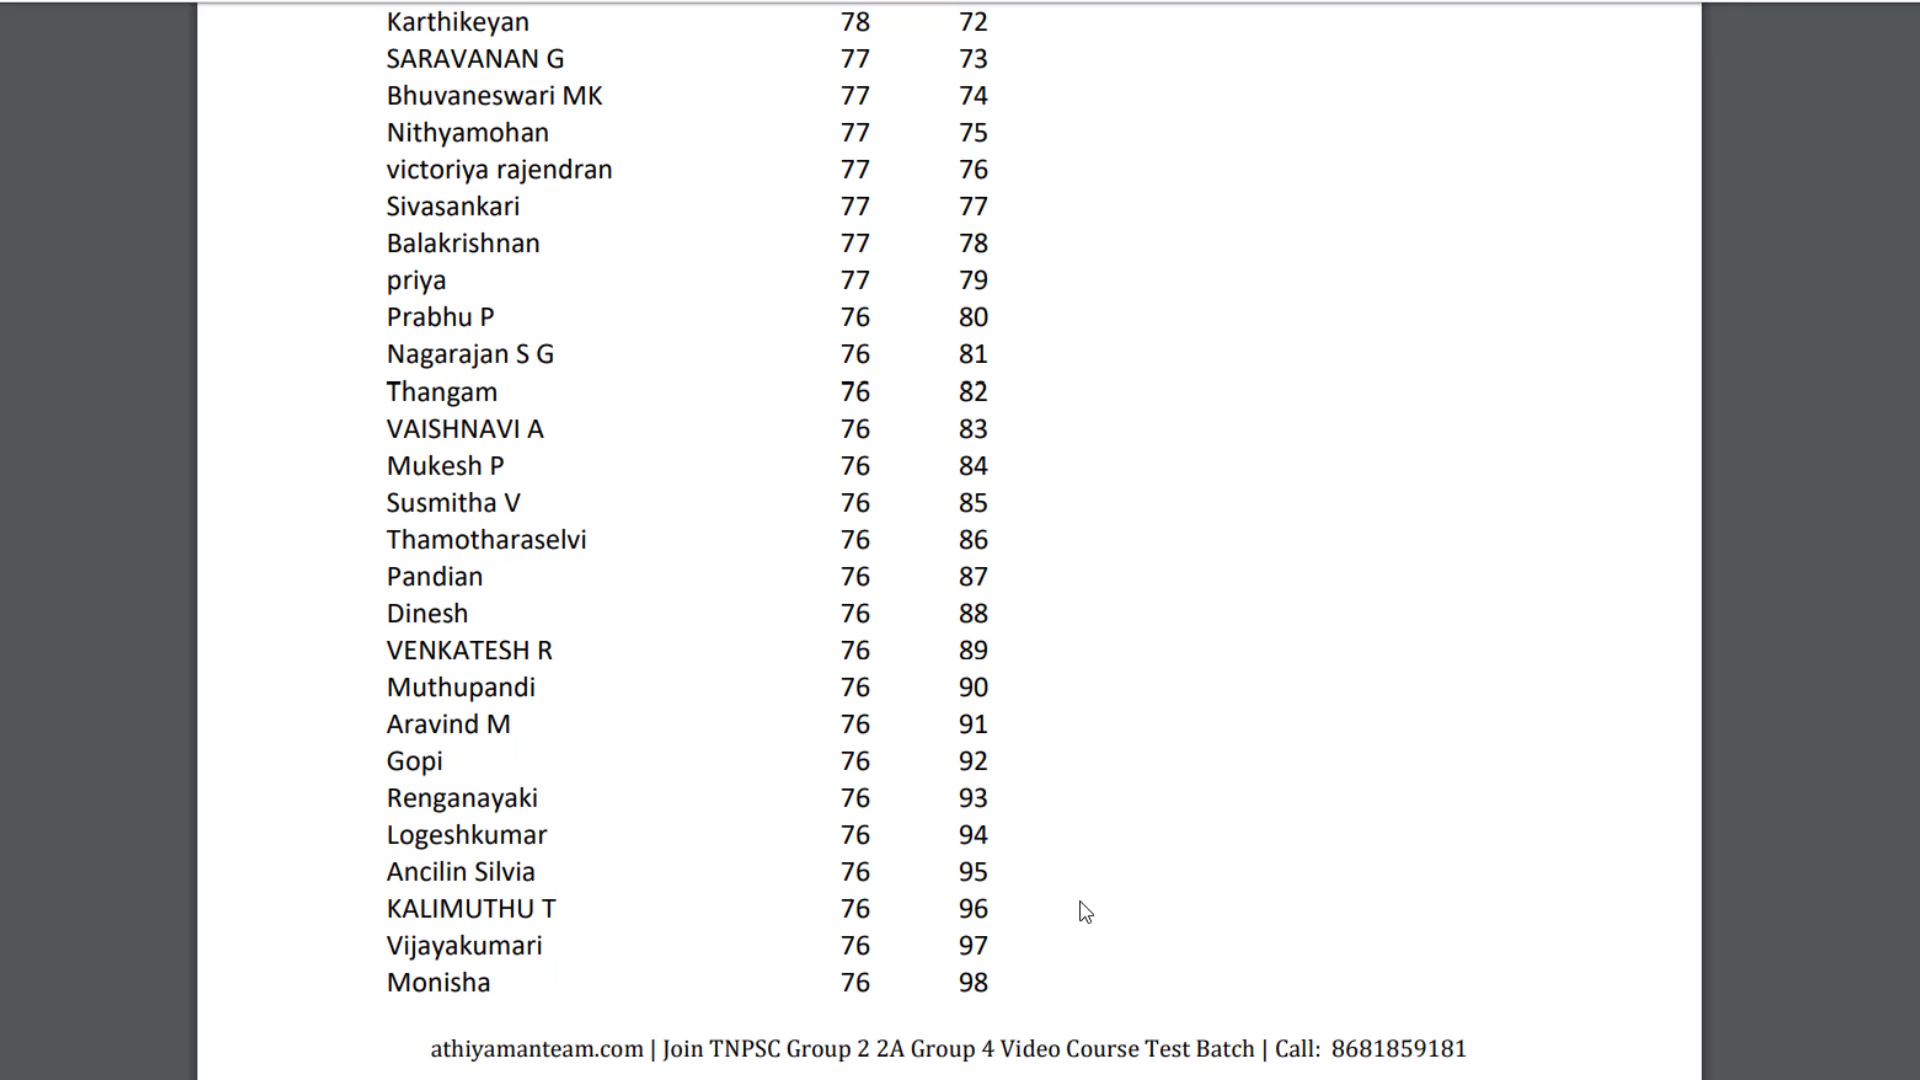 Karthikeyan 78 72
SARAVANAN G 77 73
Bhuvaneswari MK 77 74
Nithyamohan 77 75
victoriya rajendran 77 76
Sivasankari 77 77
Balakrishnan 77 78
priya 77 79
Prabhu P 76 80
Nagarajan S G 76 81
Thangam 76 82
VAISHNAVI A 76 83
Mukesh P 76 84
Susmitha V 76 85
Thamotharaselvi 76 86
Pandian 76 87
Dinesh 76 88
VENKATESH R 76 89
Muthupandi 76 90
Aravind M 76 91
Gopi 76 92
Renganayaki 76 93
Logeshkumar 76 94
Ancilin Silvia 76 95
KALIMUTHU T 76 96
Vijayakumari 76 97
Monisha 76 98
athiyamanteam.com | Join TNPSC Group 2 2A Group 4 Video Course Test Batch | Call: 8681859181